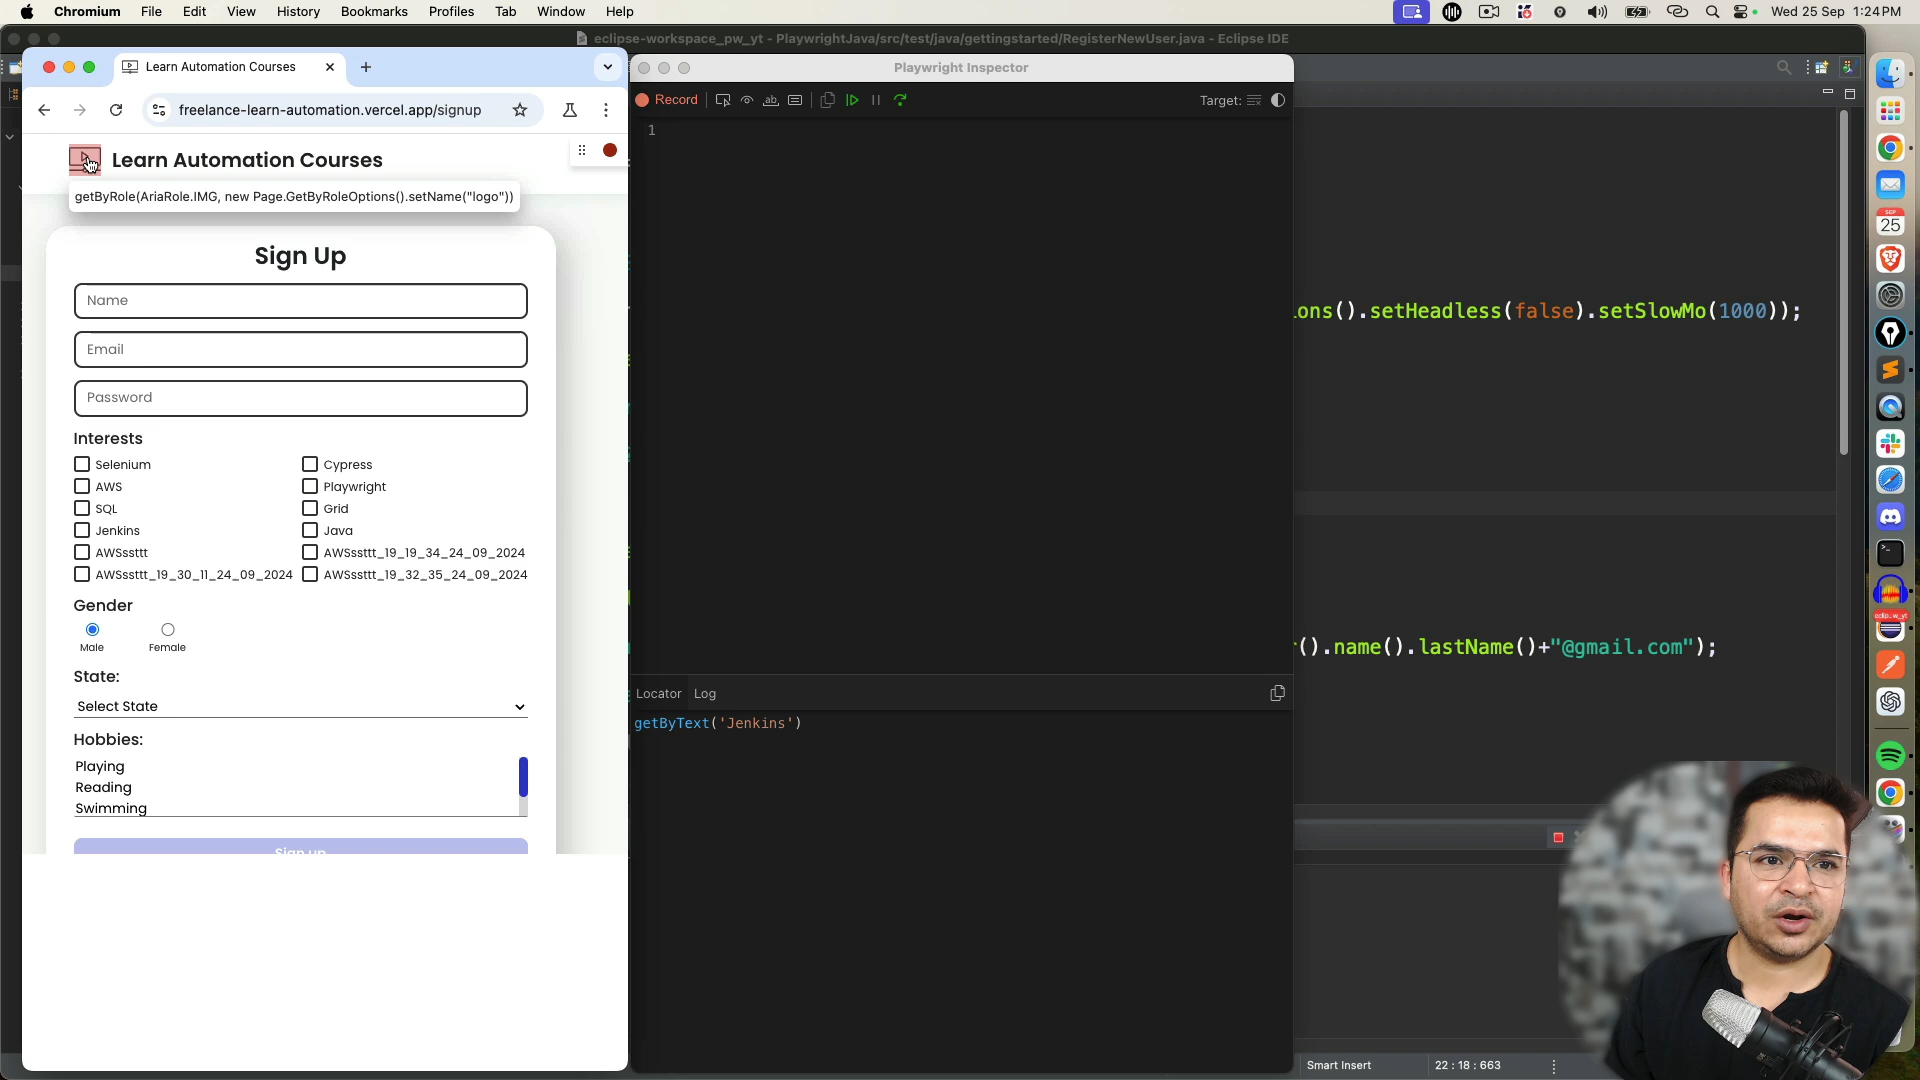 Chromium File Edit View History Bookmarks Profiles Tab Window Help
Wed 25 Sep 1:24 PM
eclipse-workspace_pw_yt - PlaywrightJava/src/test/java/gettingstarted/RegisterNewUser.java - Eclipse IDE
Learn Automation Courses
freelance-learn-automation.vercel.app/signup
Learn Automation Courses
getByRole(AriaRole.IMG, new Page.GetByRoleOptions().setName("logo"))
Sign Up
Name
Email
Password
Interests
Selenium Cypress
AWS Playwright
SQL Grid
Jenkins Java
AWSssttt AWSssttt_19_19_34_24_09_2024
AWSssttt_19_30_11_24_09_2024 AWSssttt_19_32_35_24_09_2024
Gender
Male Female
State:
Select State
Hobbies:
Playing
Reading
Swimming
Sign up
Playwright Inspector
Record Target:
1
Locator Log
getByText('Jenkins')
ons().setHeadless(false).setSlowMo(1000));
().name().lastName()+"@gmail.com");
Smart Insert 22 : 18 : 663
SEP
25
eclip..w_yt